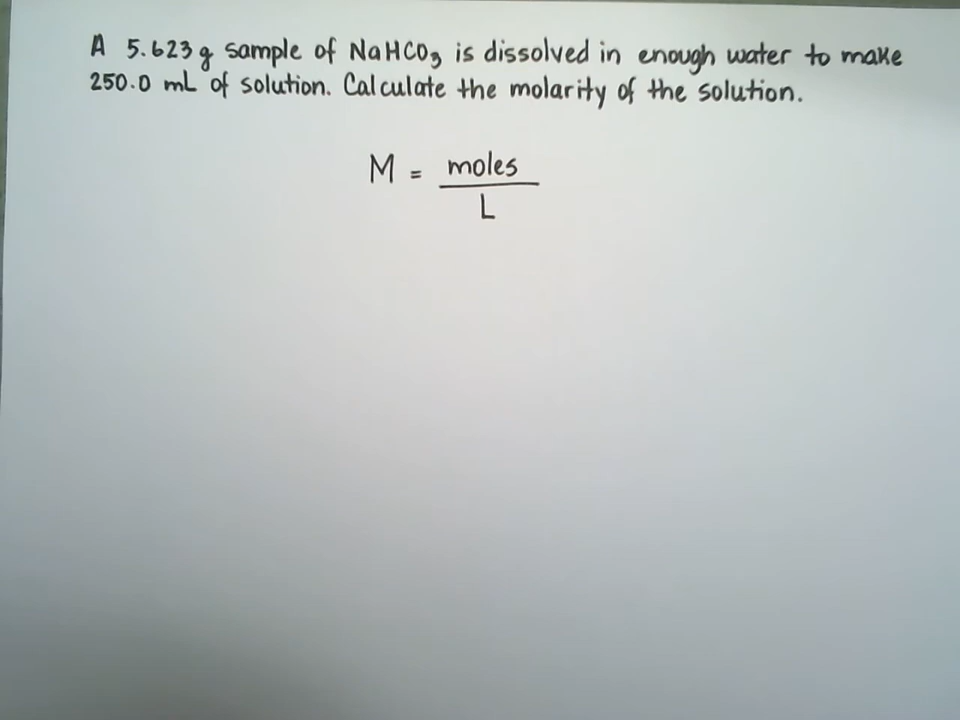 A 5.623 g sample of NaHCO₃ is dissolved in enough water to make
250.0 mL of solution. Calculate the molarity of the solution.
M = moles
L